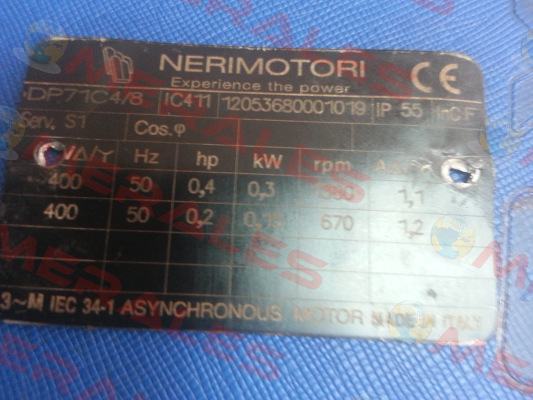 NERIMOTORI
Experience the power
CE
DP71C4/8 IC411 12053680001019 IP 55 F
Serv. S1 Cos.φ
V Δ/Y Hz hp kW rpm
400 50 0,4 0,3 1,1
400 50 0,2 670 1,2
3~M IEC 34-1 ASYNCHRONOUS MOTOR MADE IN ITALY
MERALES